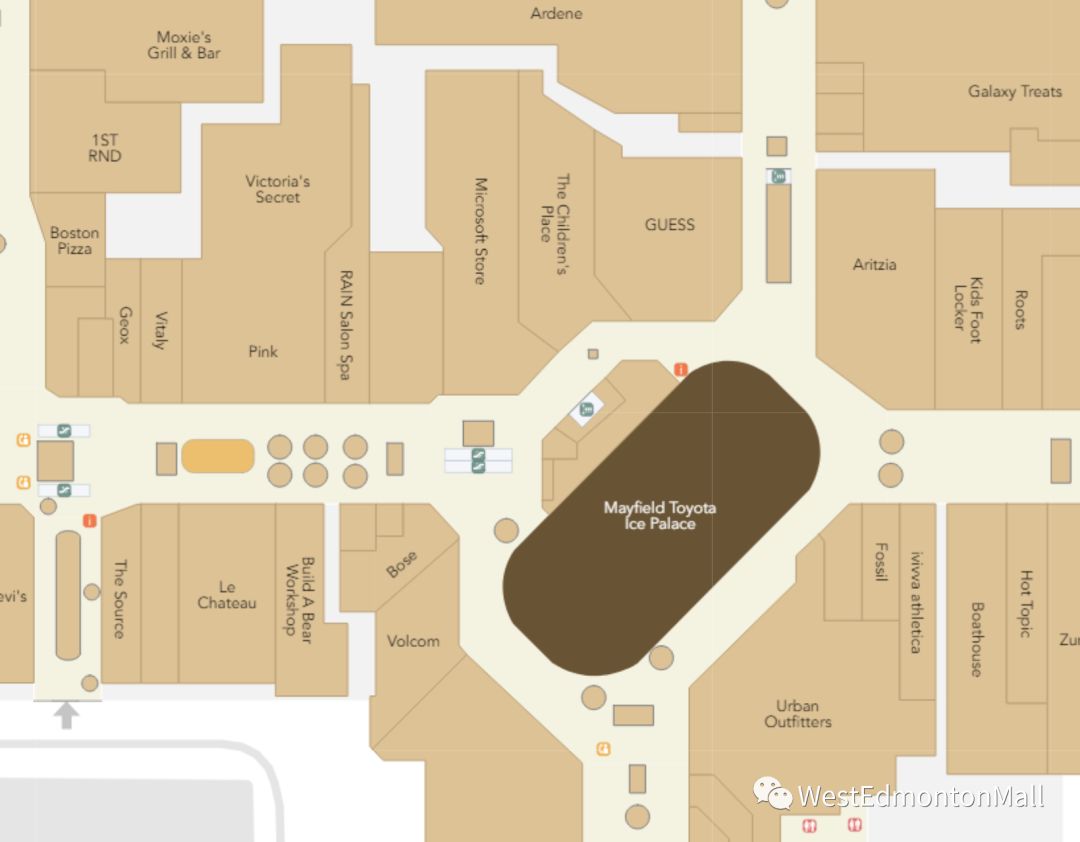 Ardene
Moxie's
Grill & Bar
Galaxy Treats
1ST
RND
Victoria's
Secret
Microsoft Store
The Children's
Place
GUESS
Boston
Pizza
Aritzia
Kids Foot
Locker
Roots
Geox
Vitaly
Pink
RAIN Salon Spa
Mayfield Toyota
Ice Palace
evi's
The Source
Le
Chateau
Build A Bear
Workshop
Bose
Volcom
Fossil
ivivva athletica
Boathouse
Hot Topic
Zu
Urban
Outfitters
WestEdmontonMall